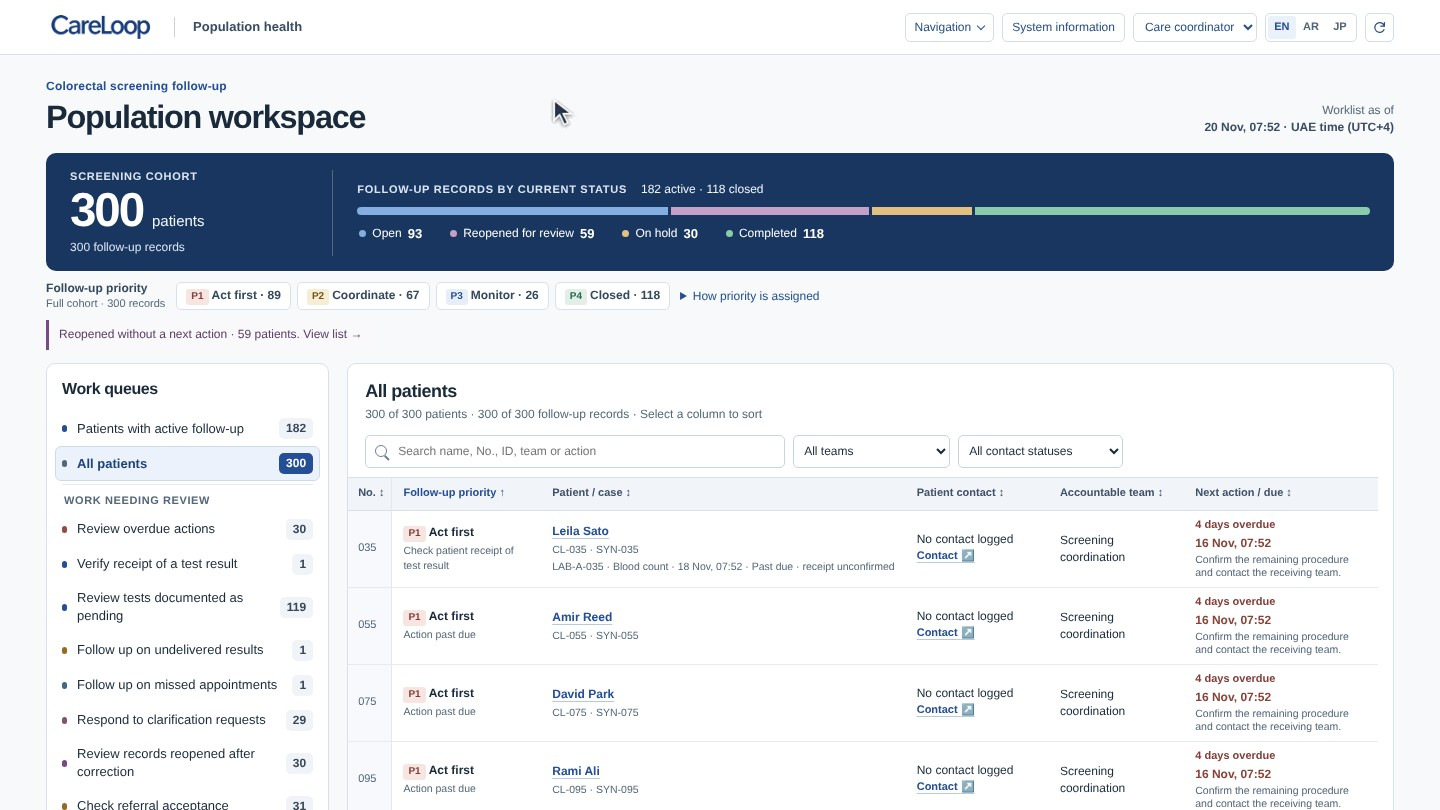 CareLoop
Population health
Navigation
System information
Care coordinator
EN AR JP
Colorectal screening follow-up
Population workspace
Worklist as of
20 Nov, 07:52 · UAE time (UTC+4)
SCREENING COHORT
300 patients
300 follow-up records
FOLLOW-UP RECORDS BY CURRENT STATUS 182 active · 118 closed
Open 93 Reopened for review 59 On hold 30 Completed 118
Follow-up priority
Full cohort · 300 records
P1 Act first · 89
P2 Coordinate · 67
P3 Monitor · 26
P4 Closed · 118
▶ How priority is assigned
Reopened without a next action · 59 patients. View list →
Work queues
Patients with active follow-up 182
All patients 300
WORK NEEDING REVIEW
Review overdue actions 30
Verify receipt of a test result 1
Review tests documented as
pending 119
Follow up on undelivered results 1
Follow up on missed appointments 1
Respond to clarification requests 29
Review records reopened after
correction 30
Check referral acceptance 31
All patients
300 of 300 patients · 300 of 300 follow-up records · Select a column to sort
Search name, No., ID, team or action
All teams
All contact statuses
No. ↕ Follow-up priority ↑ Patient / case ↕ Patient contact ↕ Accountable team ↕ Next action / due ↕
035
P1 Act first
Check patient receipt of
test result
Leila Sato
CL-035 · SYN-035
LAB-A-035 · Blood count · 18 Nov, 07:52 · Past due · receipt unconfirmed
No contact logged
Contact ↗
Screening
coordination
4 days overdue
16 Nov, 07:52
Confirm the remaining procedure
and contact the receiving team.
055
P1 Act first
Action past due
Amir Reed
CL-055 · SYN-055
No contact logged
Contact ↗
Screening
coordination
4 days overdue
16 Nov, 07:52
Confirm the remaining procedure
and contact the receiving team.
075
P1 Act first
Action past due
David Park
CL-075 · SYN-075
No contact logged
Contact ↗
Screening
coordination
4 days overdue
16 Nov, 07:52
Confirm the remaining procedure
and contact the receiving team.
095
P1 Act first
Action past due
Rami Ali
CL-095 · SYN-095
No contact logged
Contact ↗
Screening
coordination
4 days overdue
16 Nov, 07:52
Confirm the remaining procedure
and contact the receiving team.